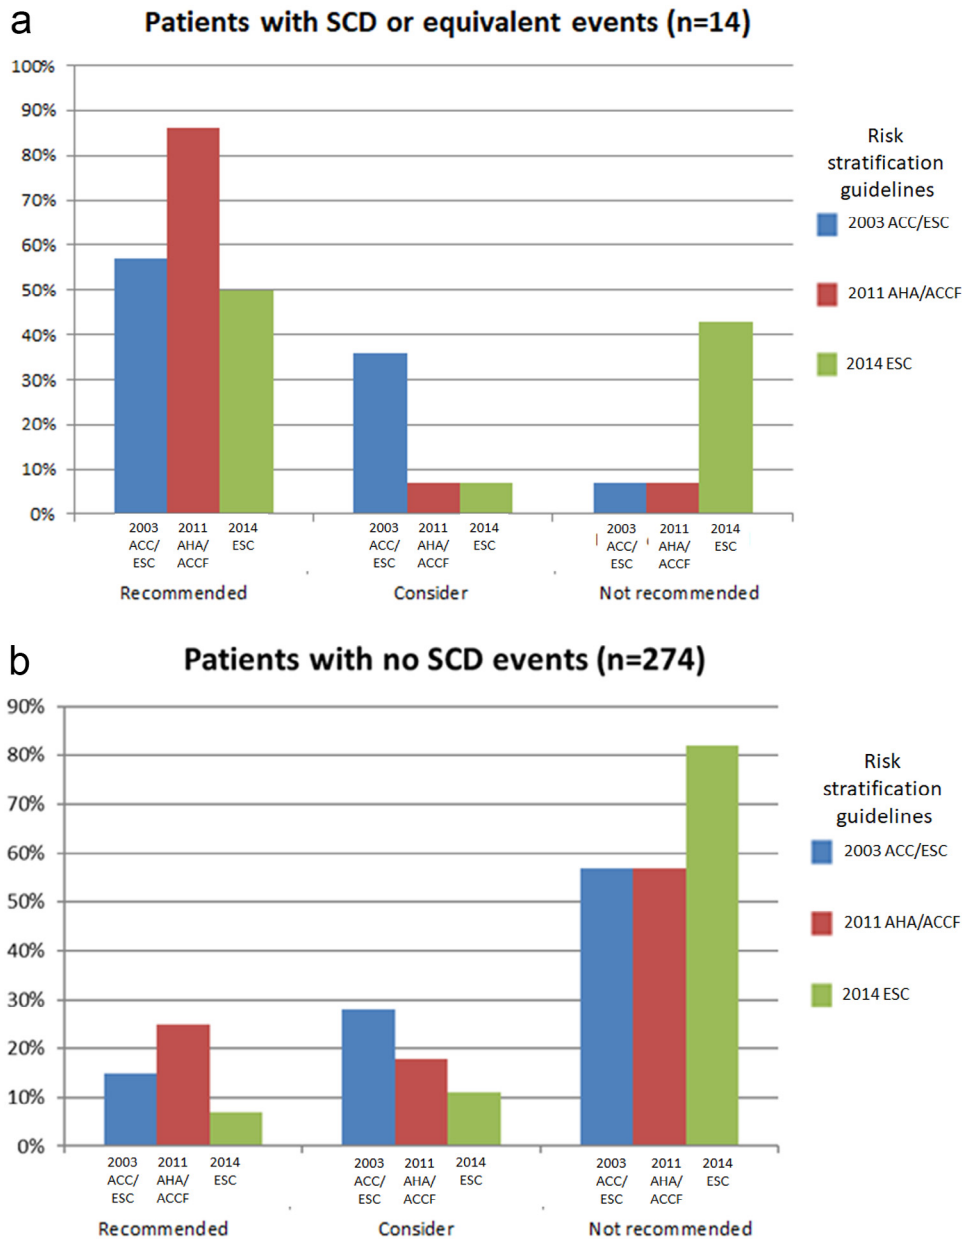 a
Patients with SCD or equivalent events (n=14)
100%
90%
80%
70%
60%
50%
40%
30%
20%
10%
0%
2003 2011 2014
ACC/ AHA/ ESC
ESC ACCF
2003 2011 2014
ACC/ AHA/ ESC
ESC ACCF
2003 2011 2014
ACC/ AHA/ ESC
ESC ACCF
Recommended Consider Not recommended
Risk
stratification
guidelines
2003 ACC/ESC
2011 AHA/ACCF
2014 ESC
b
Patients with no SCD events (n=274)
90%
80%
70%
60%
50%
40%
30%
20%
10%
0%
2003 2011 2014
ACC/ AHA/ ESC
ESC ACCF
2003 2011 2014
ACC/ AHA/ ESC
ESC ACCF
2003 2011 2014
ACC/ AHA/ ESC
ESC ACCF
Recommended Consider Not recommended
Risk
stratification
guidelines
2003 ACC/ESC
2011 AHA/ACCF
2014 ESC